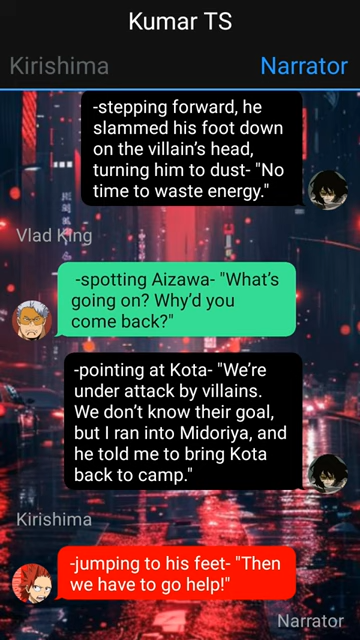 Kumar TS
Kirishima Narrator
-stepping forward, he
slammed his foot down
on the villain’s head,
turning him to dust- "No
time to waste energy."
Vlad King
-spotting Aizawa- "What’s
going on? Why’d you
come back?"
-pointing at Kota- "We’re
under attack by villains.
We don’t know their goal,
but I ran into Midoriya, and
he told me to bring Kota
back to camp."
Kirishima
-jumping to his feet- "Then
we have to go help!"
Narrator